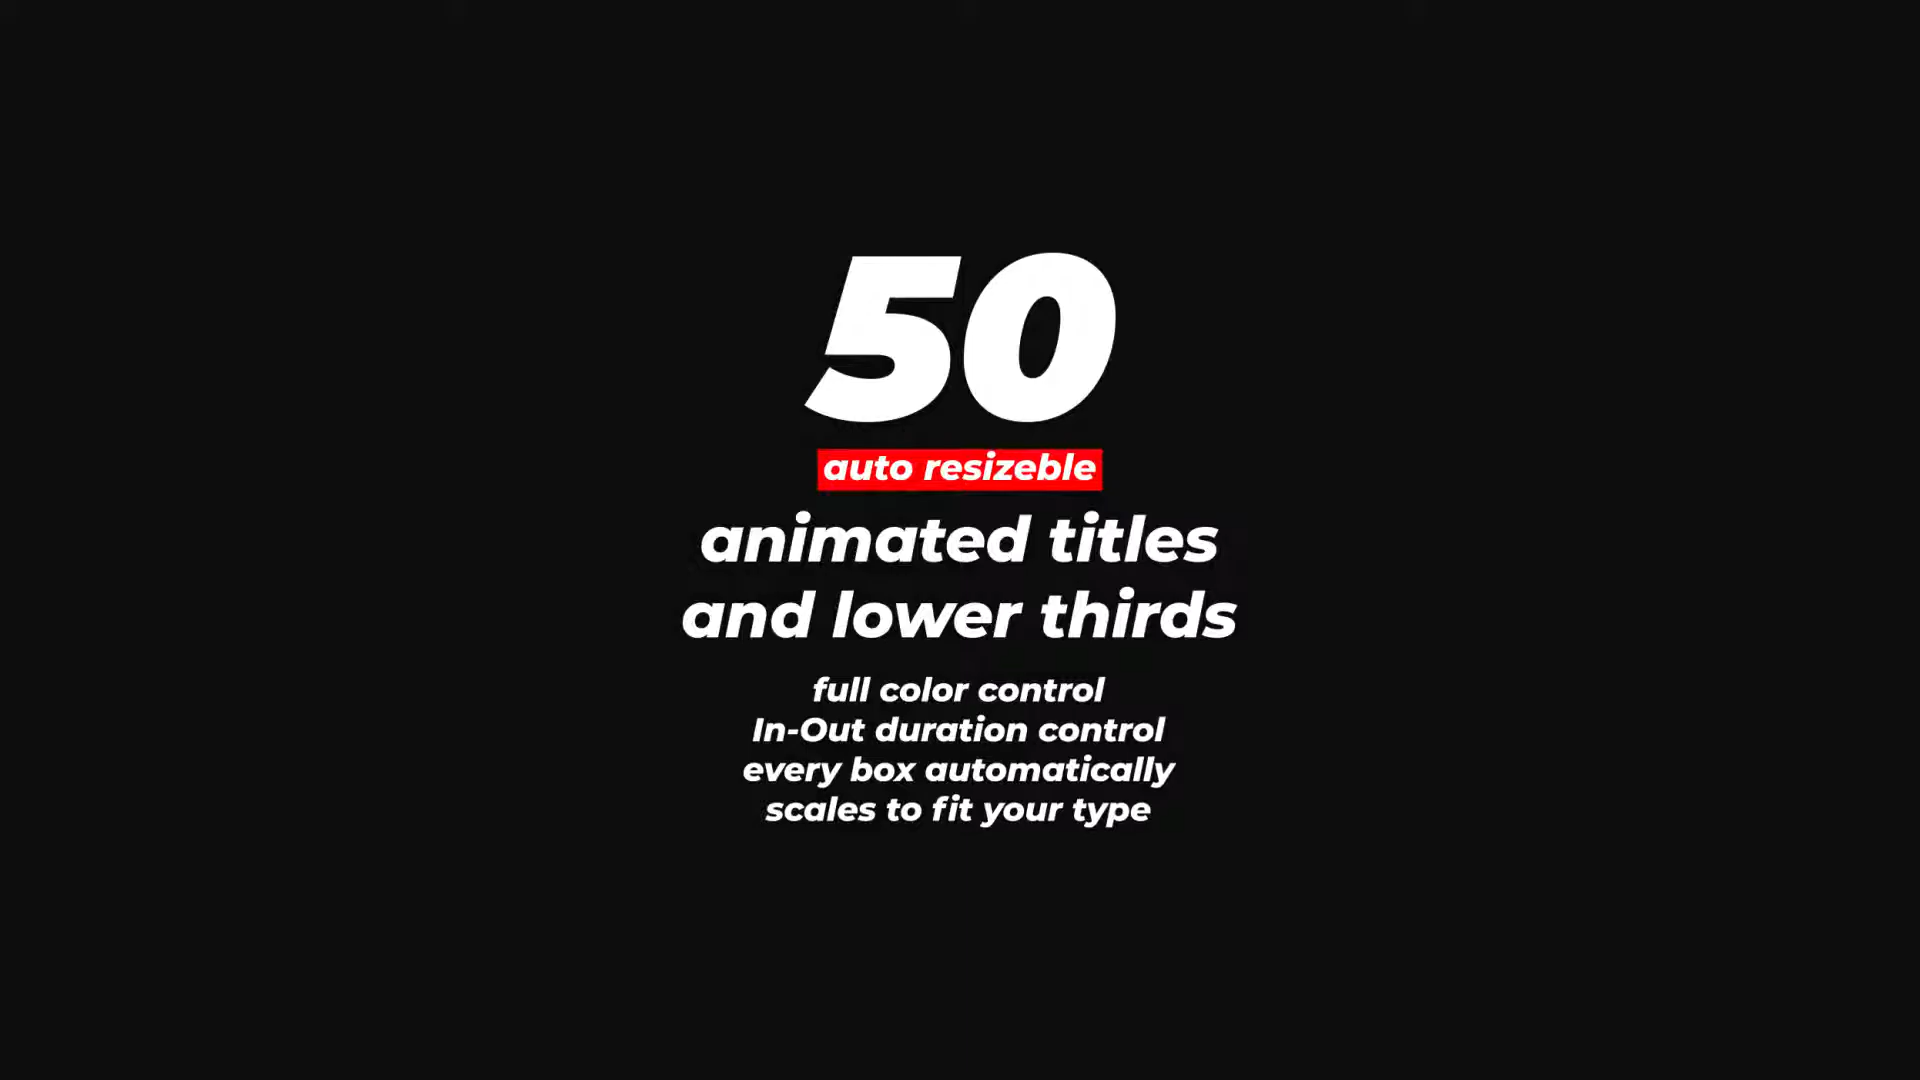 50
auto resizeble
animated titles
and lower thirds
full color control
In-Out duration control
every box automatically
scales to fit your type